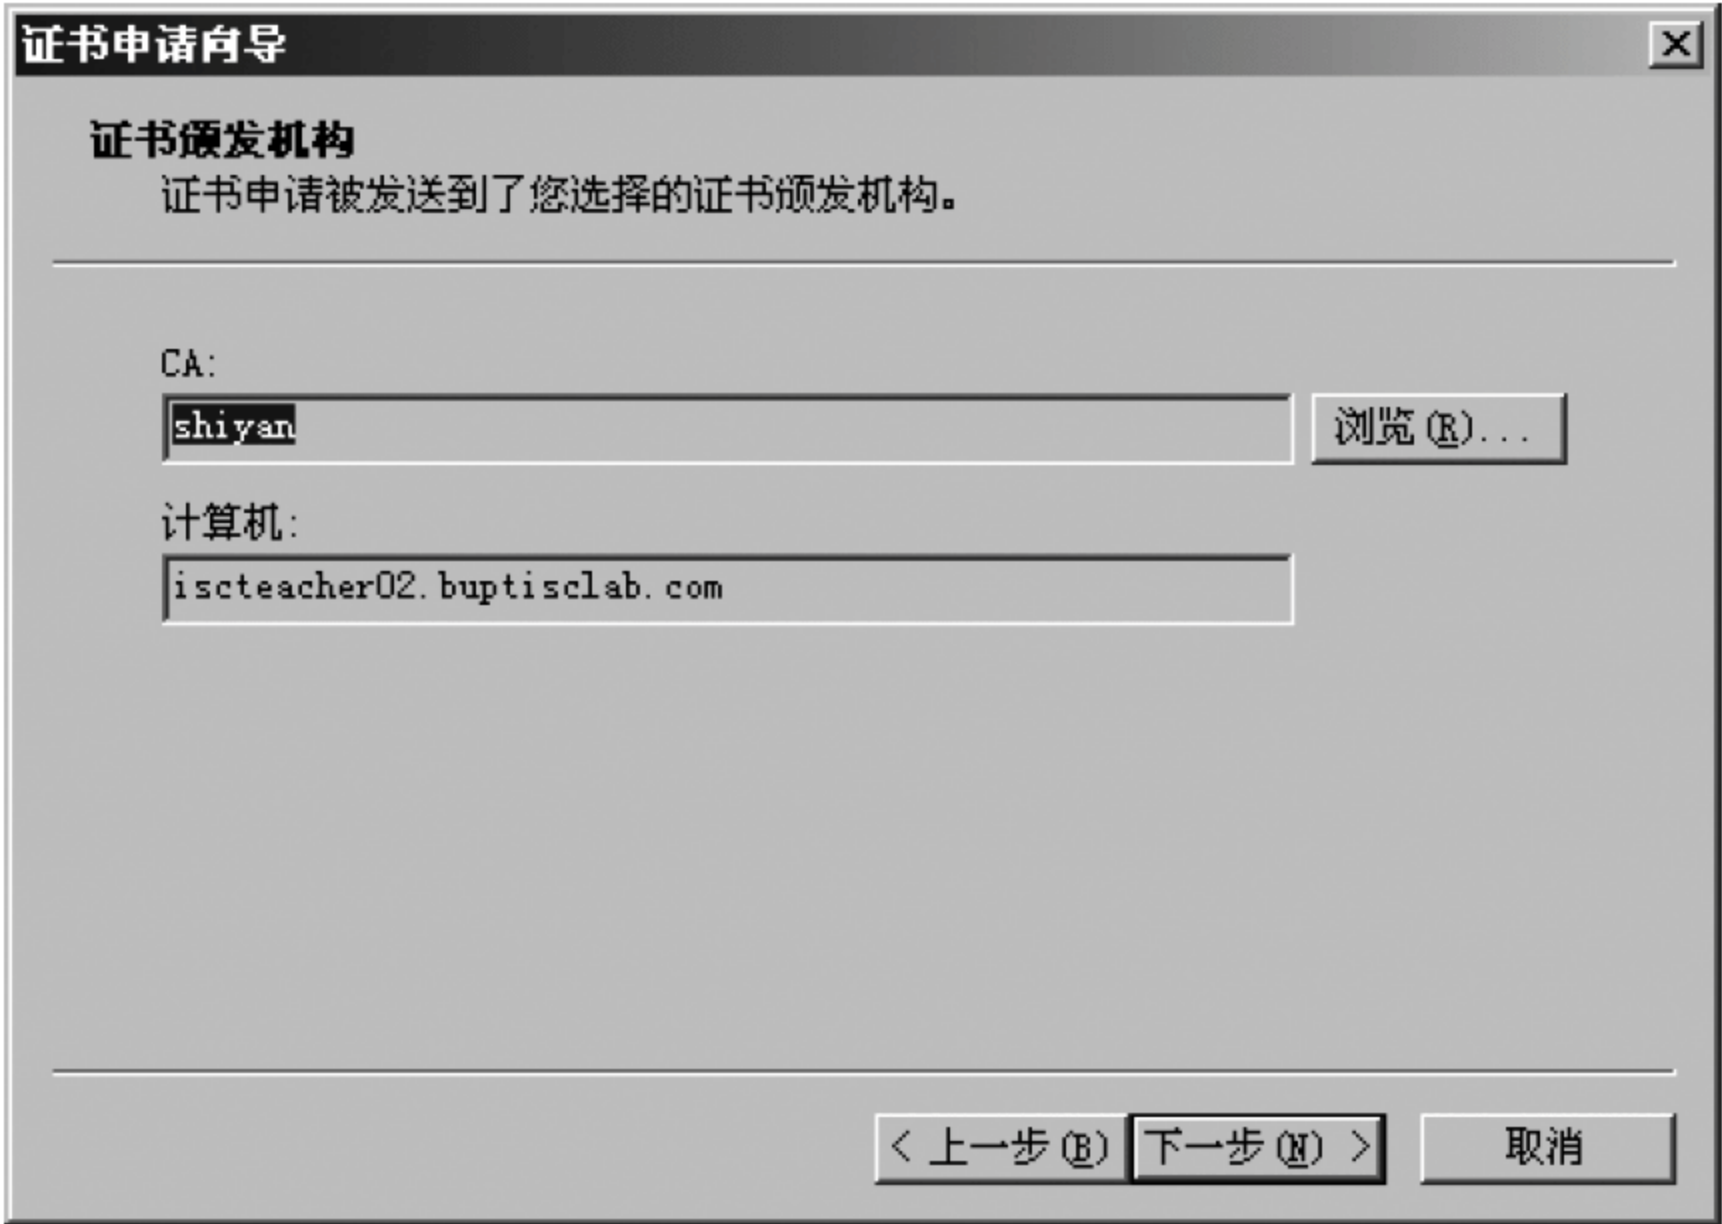 证书申请向导
证书颁发机构
证书申请被发送到了您选择的证书颁发机构。
CA:
shiyan
浏览(R)...
计算机:
iscteacher02.buptisclab.com
< 上一步(B)
下一步(N) >
取消